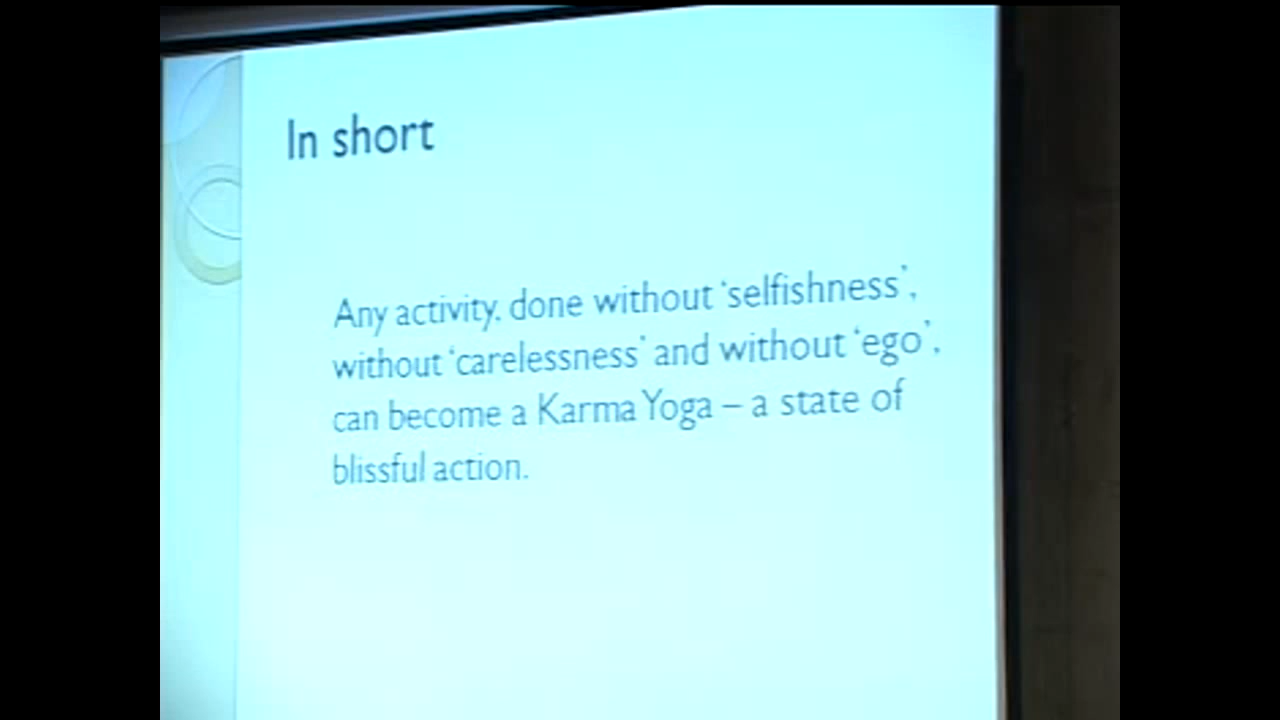 In short
Any activity, done without ‘selfishness’,
without ‘carelessness’ and without ‘ego’,
can become a Karma Yoga – a state of
blissful action.